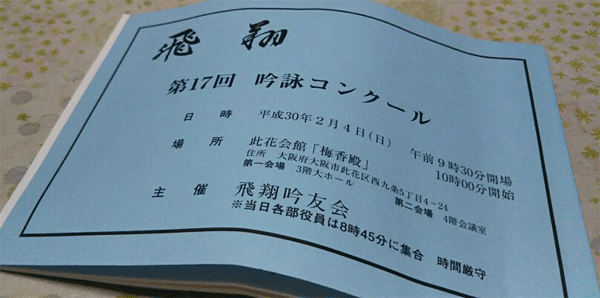 飛翔
第17回 吟詠コンクール
日時 平成30年2月4日(日) 午前9時30分開場
10時00分開始
場所 此花会館「梅香殿」
住所 大阪府大阪市此花区西九条5丁目4-24
第一会場 3階大ホール 第二会場 4階会議室
主催 飛翔吟友会
※当日各部役員は8時45分に集合 時間厳守